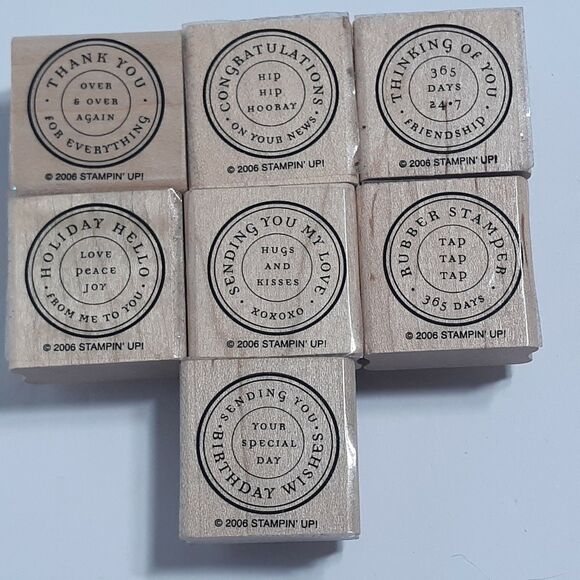 THANK YOU
OVER
& OVER
AGAIN
FOR EVERYTHING
© 2006 STAMPIN' UP!
CONGRATULATIONS
HIP
HIP
HOORAY
ON YOUR NEWS
© 2006 STAMPIN' UP!
THINKING OF YOU
365
DAYS
24•7
FRIENDSHIP
© 2006 STAMPIN' UP!
HOLIDAY HELLO
LOVE
PEACE
JOY
FROM ME TO YOU
© 2006 STAMPIN' UP!
SENDING YOU MY LOVE
HUGS
AND
KISSES
XOXOXO
© 2006 STAMPIN' UP!
RUBBER STAMPER
TAP
TAP
TAP
365 DAYS
© 2006 STAMPIN' UP!
SENDING YOU
YOUR
SPECIAL
DAY
BIRTHDAY WISHES
© 2006 STAMPIN' UP!